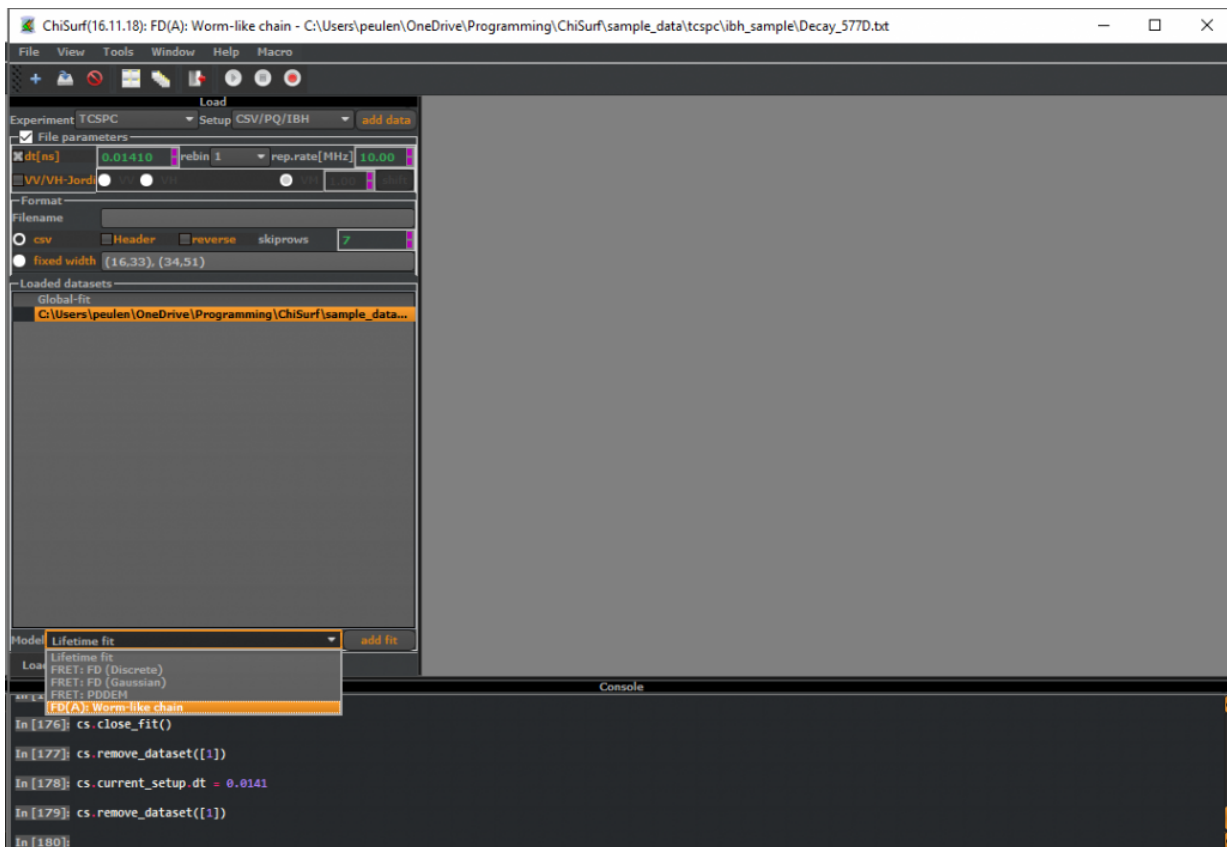 ChiSurf(16.11.18): FD(A): Worm-like chain - C:\Users\peulen\OneDrive\Programming\ChiSurf\sample_data\tcspc\ibh_sample\Decay_577D.txt
File View Tools Window Help Macro
Load
Experiment TCSPC Setup CSV/PQ/IBH add data
File parameters
dt[ns] 0.01410 rebin 1 rep.rate[MHz] 10.00
VV/VH-Jordi VV VH VM 1.00 shift
Format
Filename
csv Header reverse skiprows 7
fixed width (16,33), (34,51)
Loaded datasets
Global-fit
C:\Users\peulen\OneDrive\Programming\ChiSurf\sample_data...
Model Lifetime fit add fit
Lifetime fit
FRET: FD (Discrete)
FRET: FD (Gaussian)
FRET: PDDEM
FD(A): Worm-like chain
Console
In [176]: cs.close_fit()
In [177]: cs.remove_dataset([1])
In [178]: cs.current_setup.dt = 0.0141
In [179]: cs.remove_dataset([1])
In [180]: